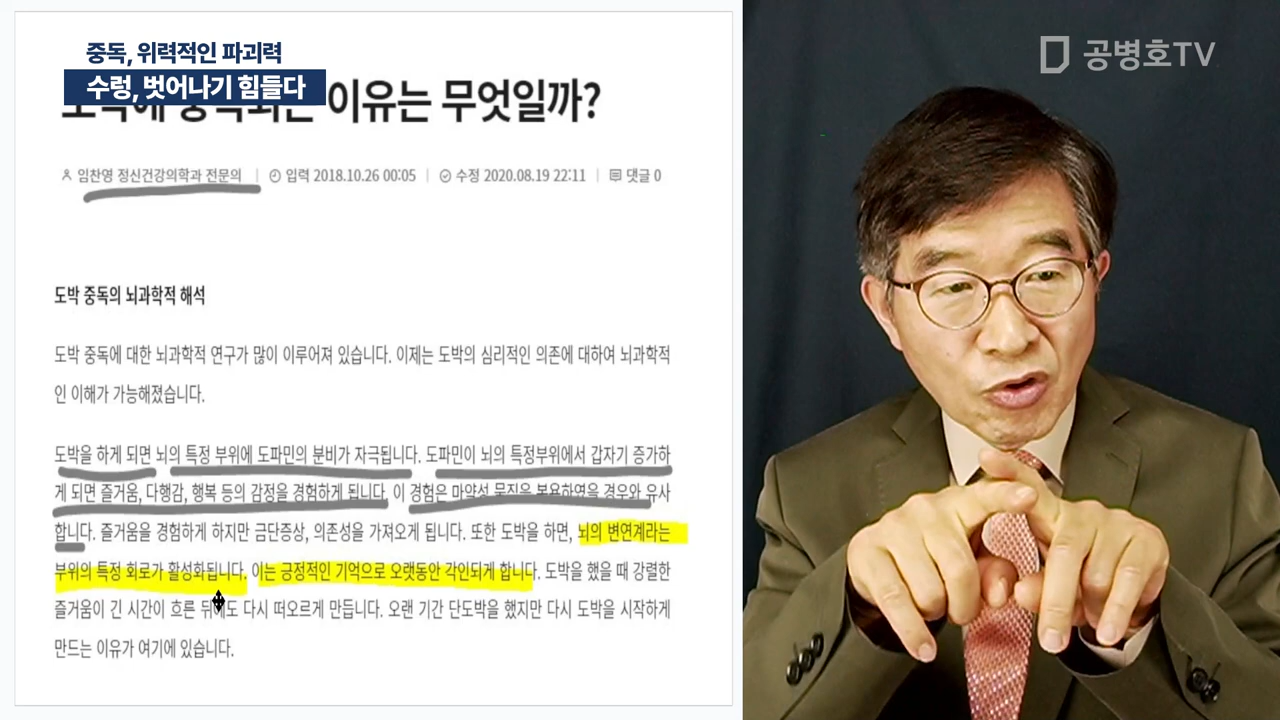 중독, 위력적인 파괴력
수렁, 벗어나기 힘들다
이유는 무엇일까?
임찬영 정신건강의학과 전문의 | 입력 2018.10.26 00:05 | 수정 2020.08.19 22:11 | 댓글 0
도박 중독의 뇌과학적 해석
도박 중독에 대한 뇌과학적 연구가 많이 이루어져 있습니다. 이제는 도박의 심리적인 의존에 대하여 뇌과학적
인 이해가 가능해졌습니다.
도박을 하게 되면 뇌의 특정 부위에 도파민의 분비가 자극됩니다. 도파민이 뇌의 특정부위에서 갑자기 증가하
게 되면 즐거움, 다행감, 행복 등의 감정을 경험하게 됩니다. 이 경험은 마약성 물질을 복용하였을 경우와 유사
합니다. 즐거움을 경험하게 하지만 금단증상, 의존성을 가져오게 됩니다. 또한 도박을 하면, 뇌의 변연계라는
부위의 특정 회로가 활성화됩니다. 이는 긍정적인 기억으로 오랫동안 각인되게 합니다. 도박을 했을 때 강렬한
즐거움이 긴 시간이 흐른 뒤에도 다시 떠오르게 만듭니다. 오랜 기간 단도박을 했지만 다시 도박을 시작하게
만드는 이유가 여기에 있습니다.
공병호TV